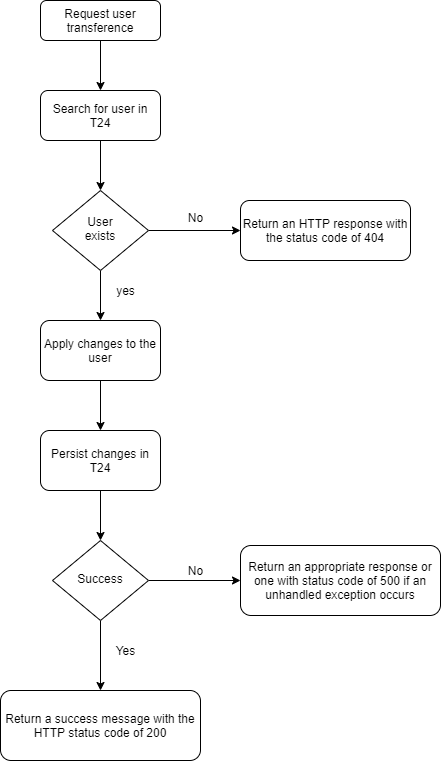 Request user
transference
Search for user in
T24
User
exists
No
Return an HTTP response with
the status code of 404
yes
Apply changes to the
user
Persist changes in
T24
Success
No
Return an appropriate response or
one with status code of 500 if an
unhandled exception occurs
Yes
Return a success message with the
HTTP status code of 200